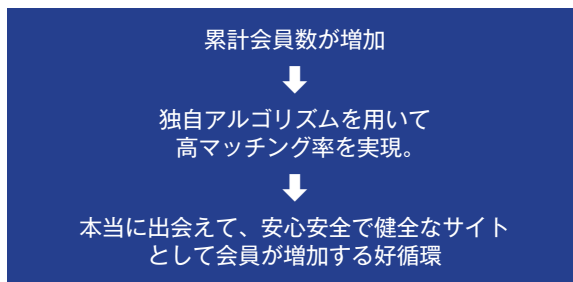 累計会員数が増加
独自アルゴリズムを用いて
高マッチング率を実現。
本当に出会えて、安心安全で健全なサイト
として会員が増加する好循環